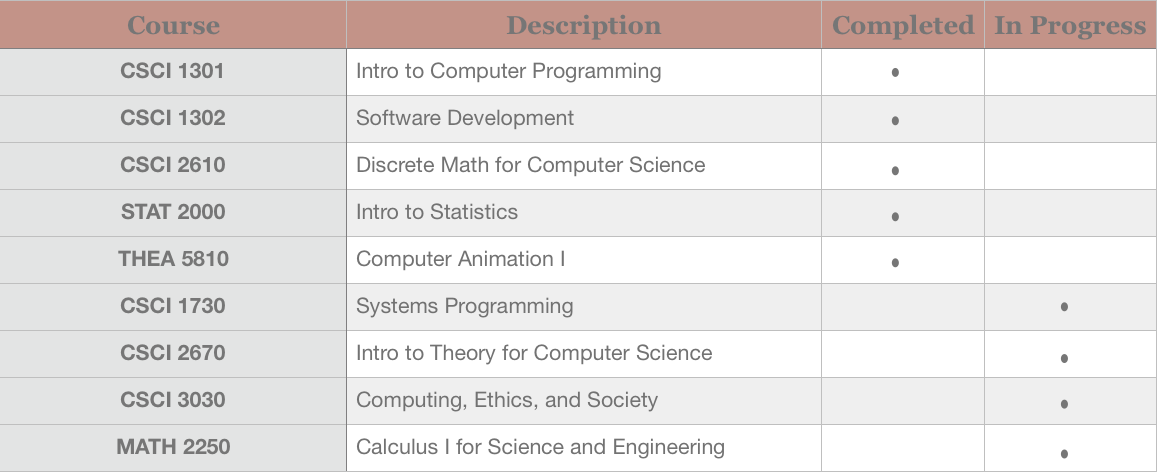 Course Description Completed In Progress
CSCI 1301 Intro to Computer Programming •
CSCI 1302 Software Development •
CSCI 2610 Discrete Math for Computer Science •
STAT 2000 Intro to Statistics •
THEA 5810 Computer Animation I •
CSCI 1730 Systems Programming •
CSCI 2670 Intro to Theory for Computer Science •
CSCI 3030 Computing, Ethics, and Society •
MATH 2250 Calculus I for Science and Engineering •